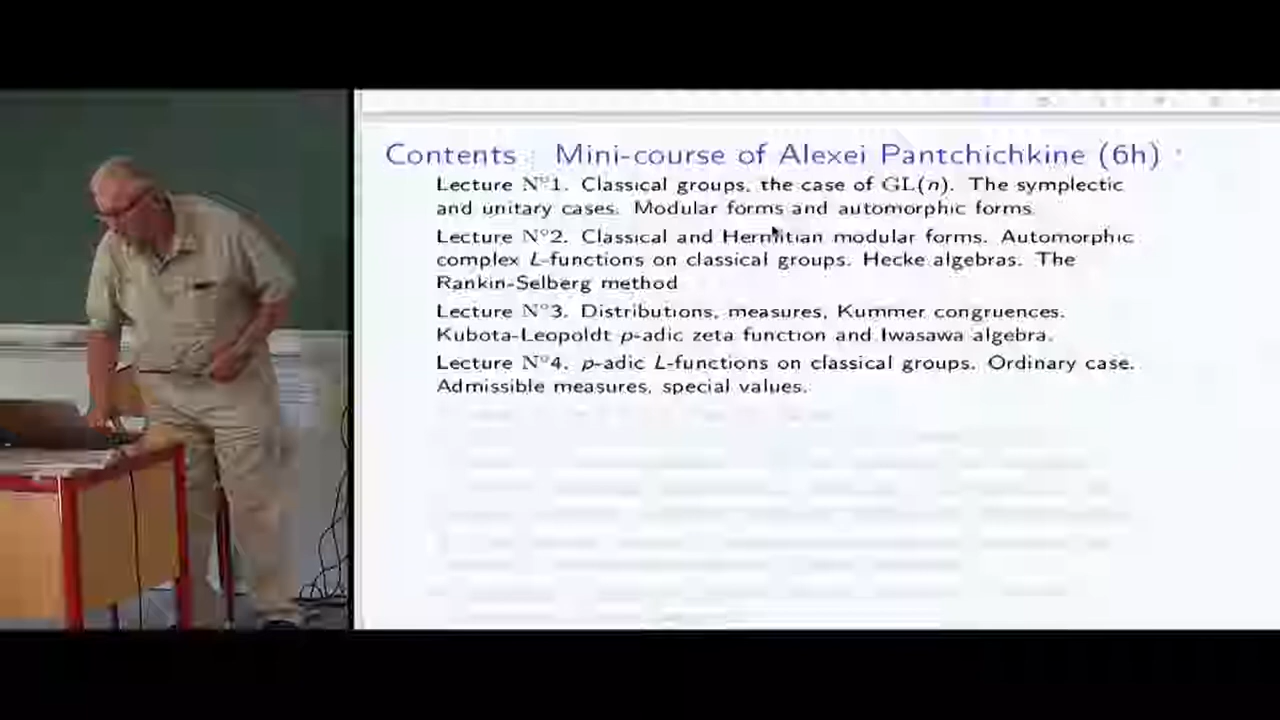 Contents : Mini-course of Alexei Pantchichkine (6h)
Lecture N°1. Classical groups, the case of GL(n). The symplectic
and unitary cases. Modular forms and automorphic forms
Lecture N°2. Classical and Hermitian modular forms. Automorphic
complex L-functions on classical groups. Hecke algebras. The
Rankin-Selberg method
Lecture N°3. Distributions, measures, Kummer congruences.
Kubota-Leopoldt p-adic zeta function and Iwasawa algebra.
Lecture N°4. p-adic L-functions on classical groups. Ordinary case.
Admissible measures, special values.